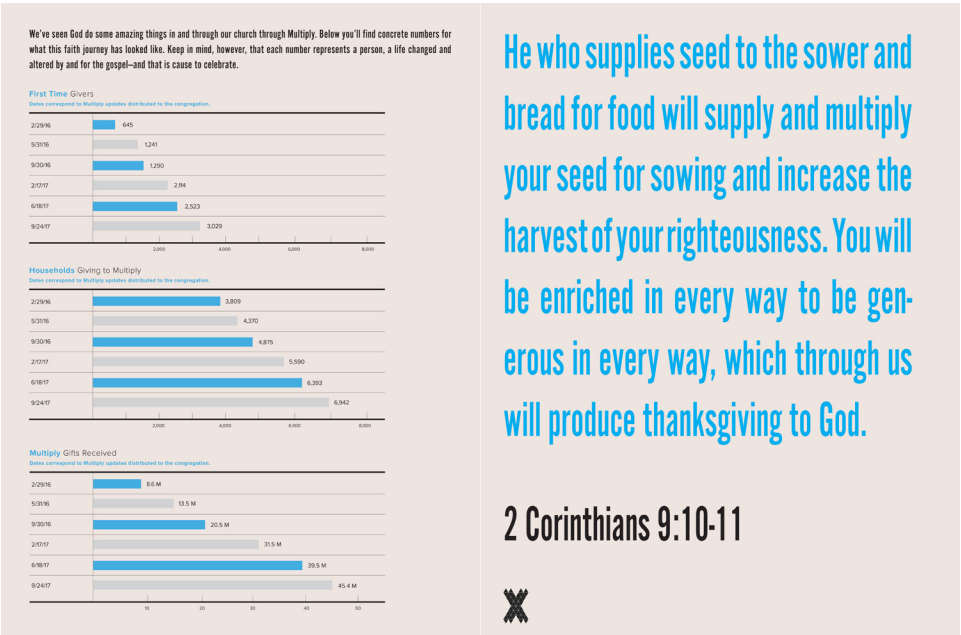 We've seen God do some amazing things in and through our church through Multiply. Below you'll find concrete numbers for
what this faith journey has looked like. Keep in mind, however, that each number represents a person, a life changed and
altered by and for the gospel–and that is cause to celebrate.
First Time Givers
Dates correspond to Multiply updates distributed to the congregation.
2/29/16 645
5/31/16 1,241
9/30/16 1,290
2/17/17 2,114
6/18/17 2,523
9/24/17 3,029
2,000 4,000 6,000 8,000
Households Giving to Multiply
Dates correspond to Multiply updates distributed to the congregation.
2/29/16 3,809
5/31/16 4,370
9/30/16 4,875
2/17/17 5,590
6/18/17 6,393
9/24/17 6,942
2,000 4,000 6,000 8,000
Multiply Gifts Received
Dates correspond to Multiply updates distributed to the congregation.
2/29/16 8.6 M
5/31/16 13.5 M
9/30/16 20.5 M
2/17/17 31.5 M
6/18/17 39.5 M
9/24/17 45.4 M
10 20 30 40 50
He who supplies seed to the sower and
bread for food will supply and multiply
your seed for sowing and increase the
harvest of your righteousness. You will
be enriched in every way to be gen-
erous in every way, which through us
will produce thanksgiving to God.
2 Corinthians 9:10-11